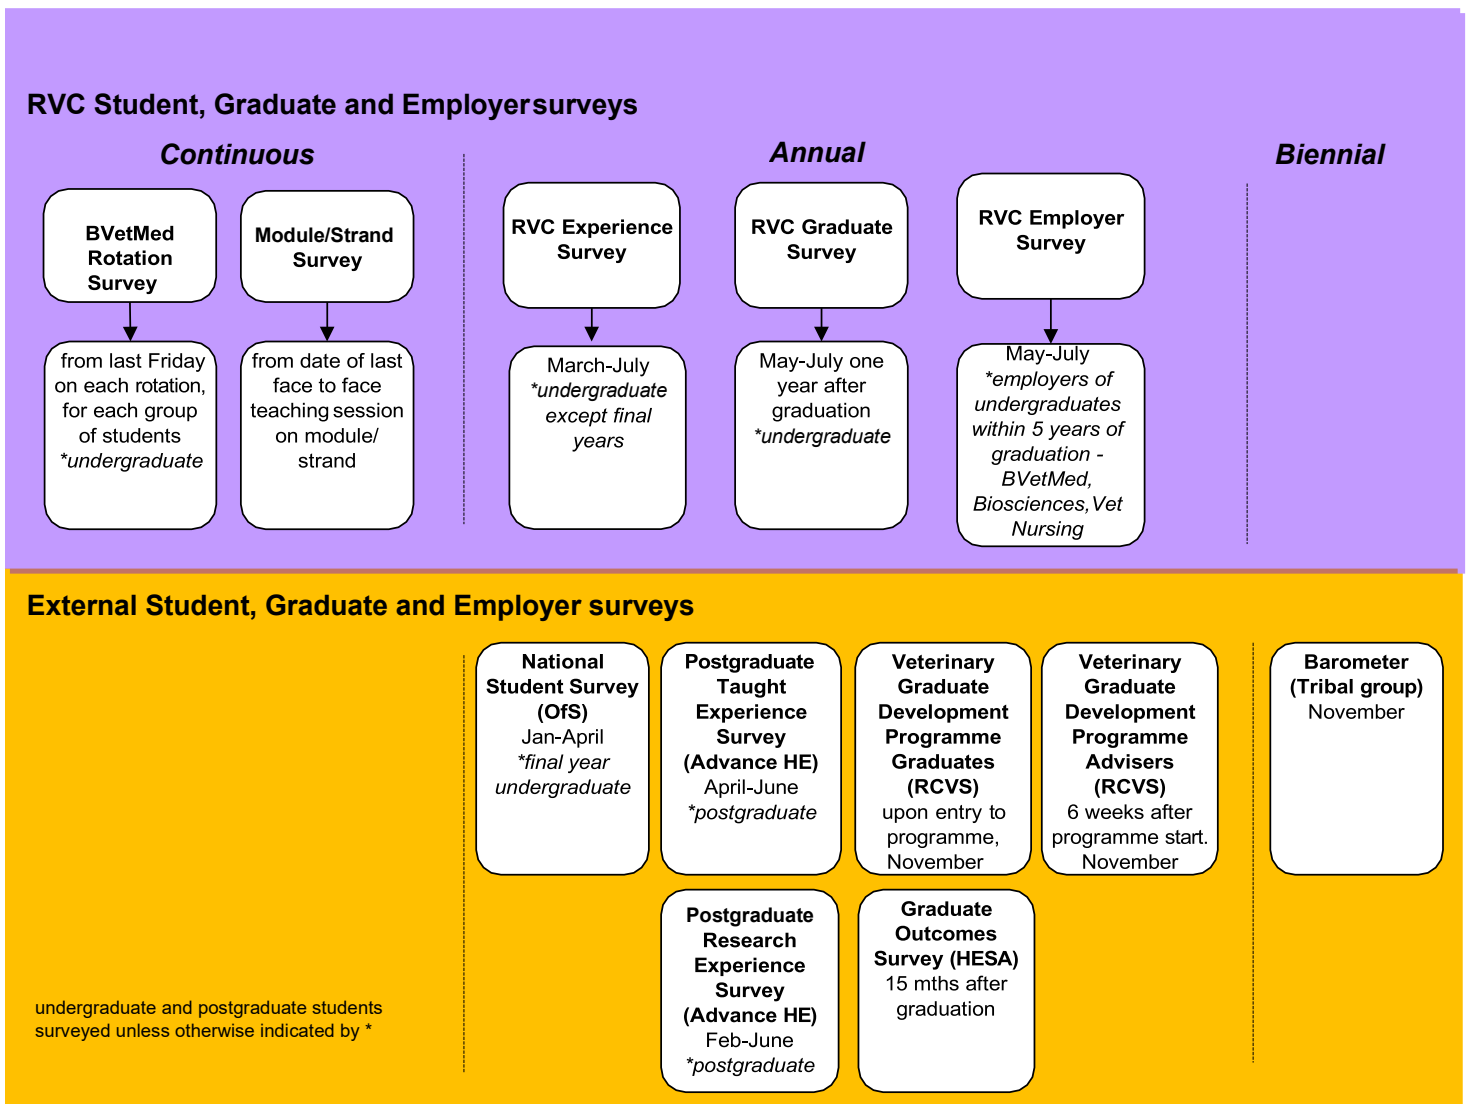 RVC Student, Graduate and Employer surveys
Continuous
Annual
Biennial
BVetMed
Rotation
Survey
Module/Strand
Survey
RVC Experience
Survey
RVC Graduate
Survey
RVC Employer
Survey
from last Friday
on each rotation,
for each group
of students
*undergraduate
from date of last
face to face
teaching session
on module/
strand
March-July
*undergraduate
except final
years
May-July one
year after
graduation
*undergraduate
May-July
*employers of
undergraduates
within 5 years of
graduation -
BVetMed,
Biosciences, Vet
Nursing
External Student, Graduate and Employer surveys
National
Student Survey
(OfS)
Jan-April
*final year
undergraduate
Postgraduate
Taught
Experience
Survey
(Advance HE)
April-June
*postgraduate
Veterinary
Graduate
Development
Programme
Graduates
(RCVS)
upon entry to
programme,
November
Veterinary
Graduate
Development
Programme
Advisers
(RCVS)
6 weeks after
programme start.
November
Barometer
(Tribal group)
November
Postgraduate
Research
Experience
Survey
(Advance HE)
Feb-June
*postgraduate
Graduate
Outcomes
Survey (HESA)
15 mths after
graduation
undergraduate and postgraduate students
surveyed unless otherwise indicated by *